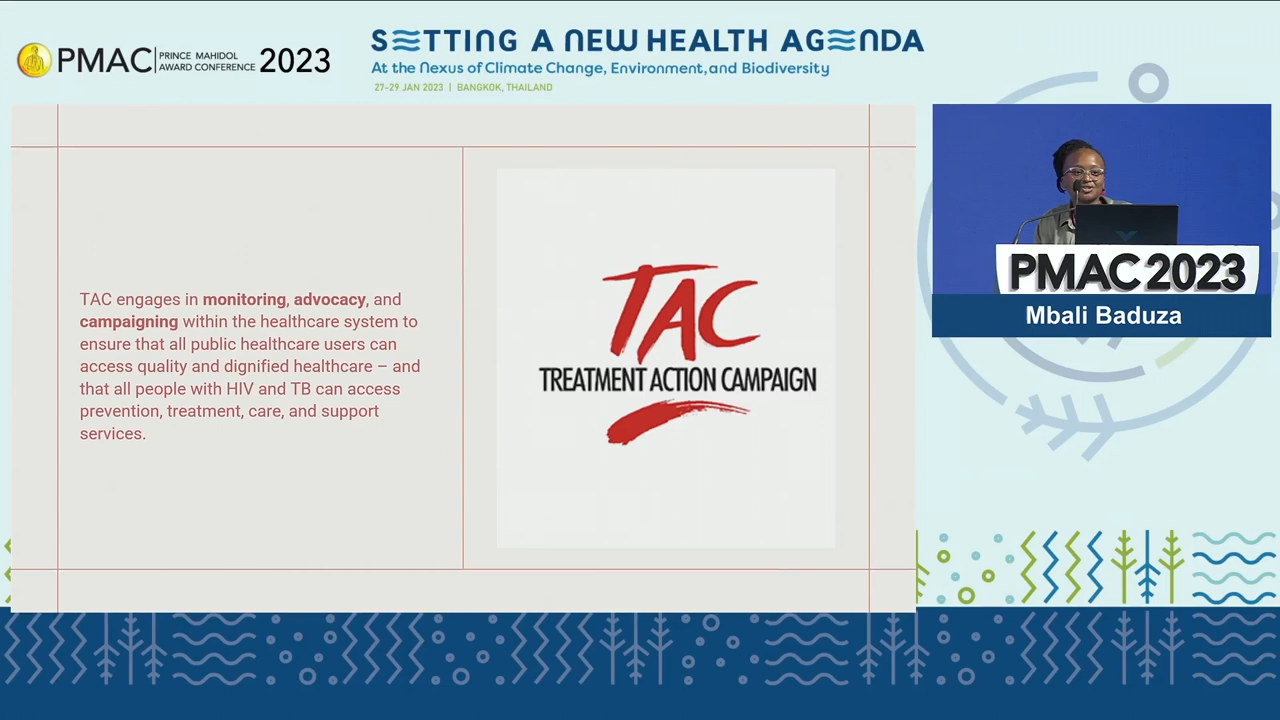 PMAC
PRINCE MAHIDOL
AWARD CONFERENCE
2023
SETTING A NEW HEALTH AGENDA
At the Nexus of Climate Change, Environment, and Biodiversity
27-29 JAN 2023 | BANGKOK, THAILAND
TAC engages in monitoring, advocacy, and
campaigning within the healthcare system to
ensure that all public healthcare users can
access quality and dignified healthcare – and
that all people with HIV and TB can access
prevention, treatment, care, and support
services.
TAC
TREATMENT ACTION CAMPAIGN
PMAC 2023
Mbali Baduza